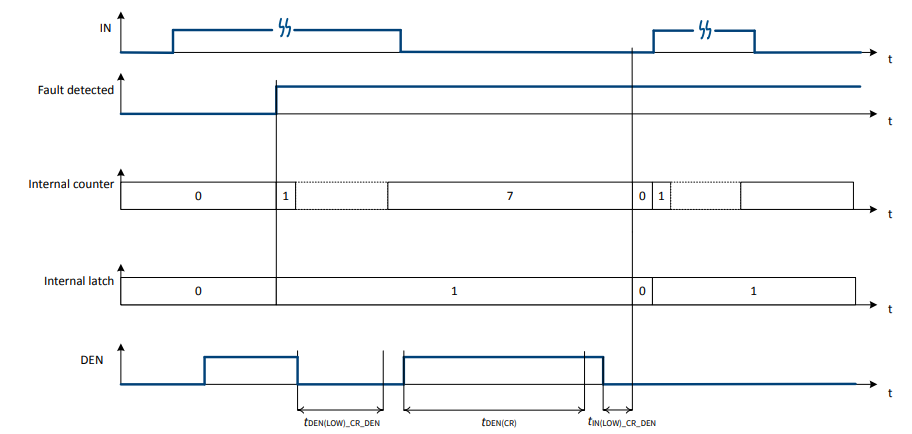 IN
t
Fault detected
t
Internal counter
0
1
7
0
1
t
Internal latch
0
1
0
1
t
DEN
t
tDEN(LOW)_CR_DEN
tDEN(CR)
tIN(LOW)_CR_DEN